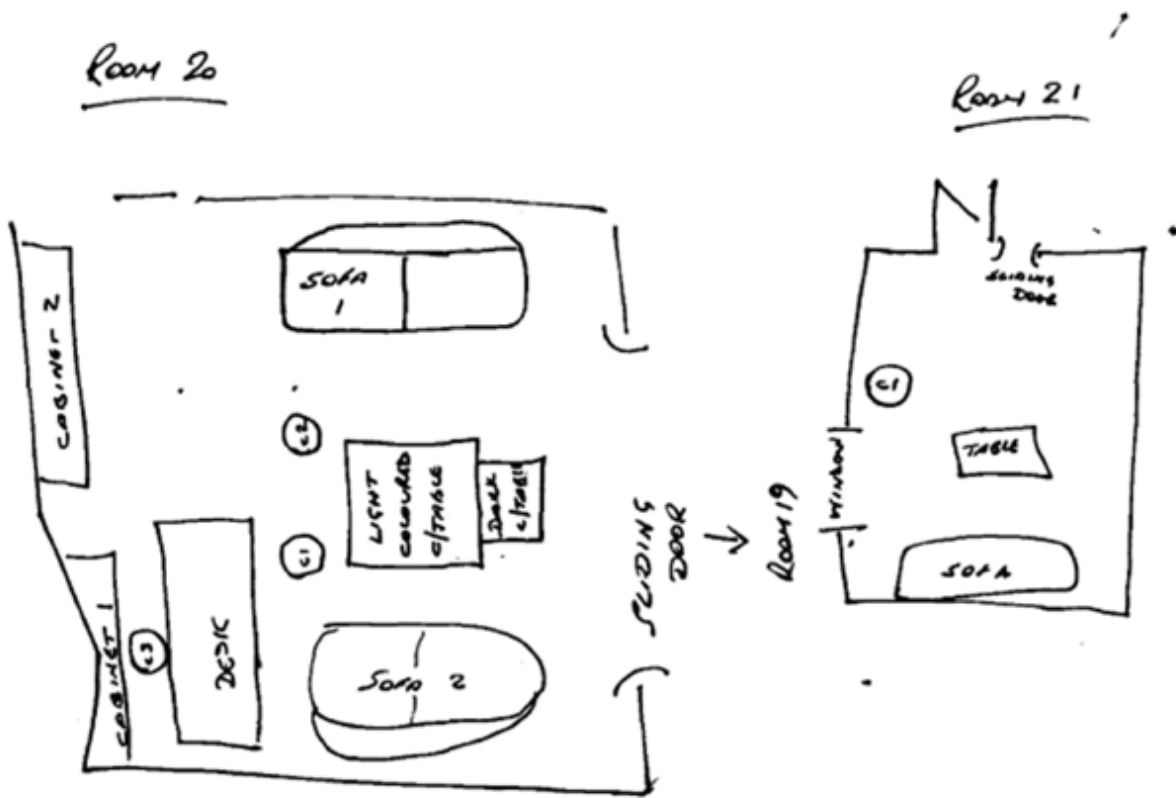 ROOM 20
SOFA
1
CABINET 2
C2
LIGHT
COLOURED
C/TABLE
DARK
C/TABLE
C1
CABINET 1
C3
DESK
SOFA 2
SLIDING
DOOR
ROOM 19
ROOM 21
SLIDING
DOOR
C1
TABLE
WINDOW
SOFA